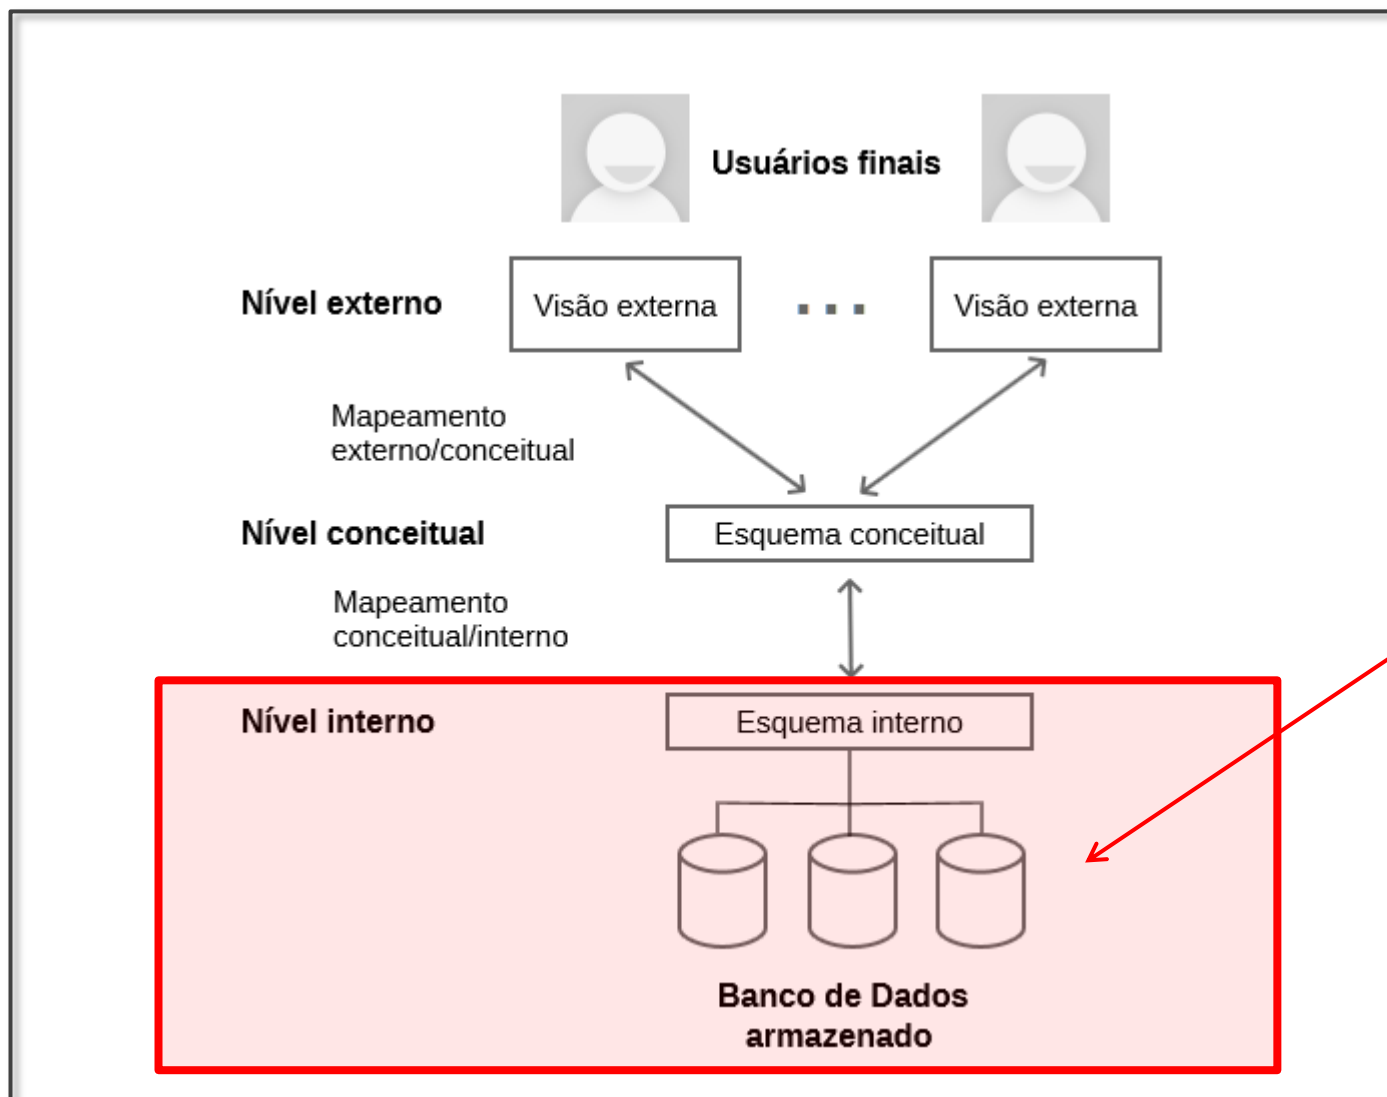 Usuários finais
Nível externo
Visão externa
Visão externa
Mapeamento
externo/conceitual
Nível conceitual
Esquema conceitual
Mapeamento
conceitual/interno
Nível interno
Esquema interno
Banco de Dados
armazenado